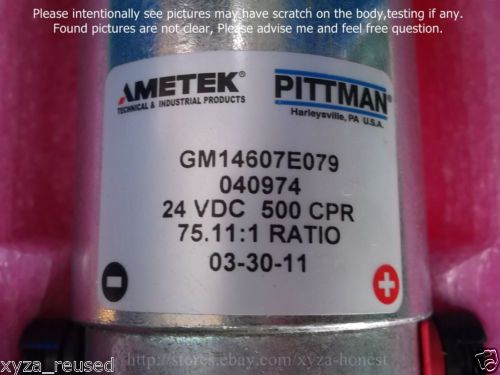 Please intentionally see pictures may have scratch on the body,testing if any.
Found pictures are not clear, Please advise me and feel free question.
AMETEK®
TECHNICAL & INDUSTRIAL PRODUCTS
PITTMAN®
Harleysville, PA U.S.A.
GM14607E079
040974
24 VDC 500 CPR
75.11:1 RATIO
03-30-11
xyza_reused
http://stores.ebay.com/xyza-honest